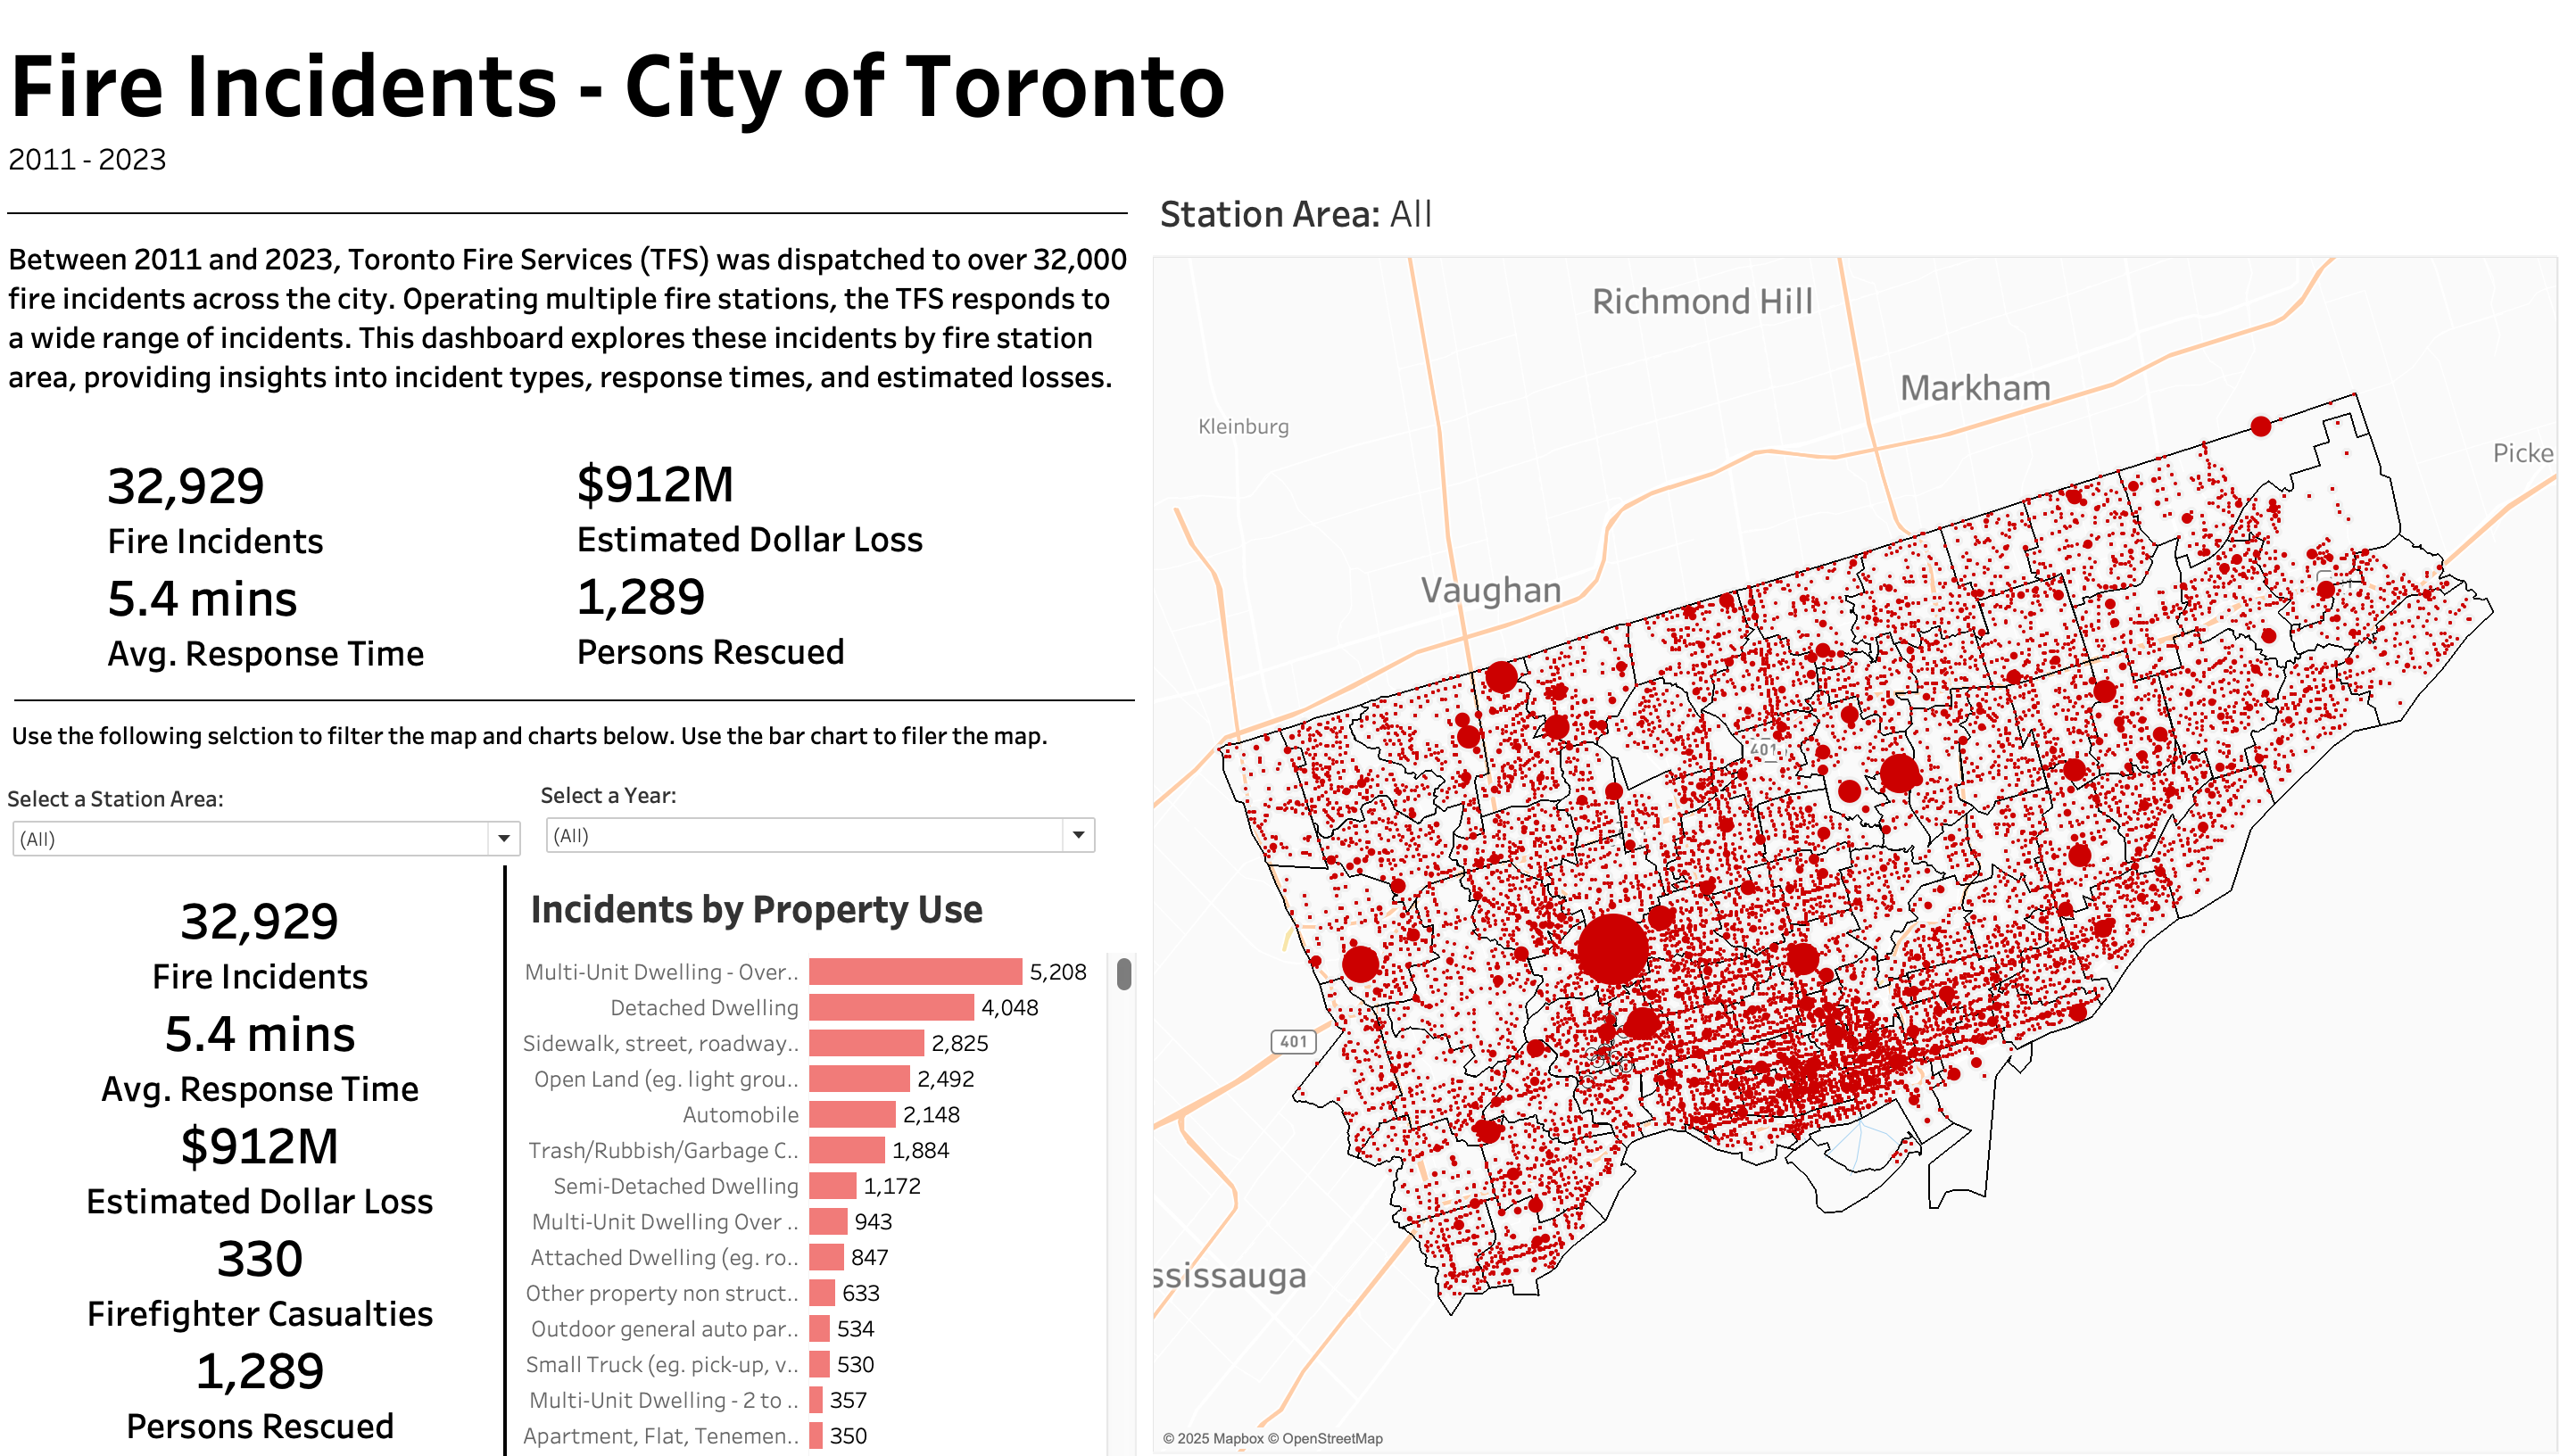 Fire Incidents - City of Toronto
2011 - 2023
Between 2011 and 2023, Toronto Fire Services (TFS) was dispatched to over 32,000
fire incidents across the city. Operating multiple fire stations, the TFS responds to
a wide range of incidents. This dashboard explores these incidents by fire station
area, providing insights into incident types, response times, and estimated losses.
32,929
Fire Incidents
5.4 mins
Avg. Response Time
$912M
Estimated Dollar Loss
1,289
Persons Rescued
Use the following selction to filter the map and charts below. Use the bar chart to filer the map.
Select a Station Area:
(All)
Select a Year:
(All)
32,929
Fire Incidents
5.4 mins
Avg. Response Time
$912M
Estimated Dollar Loss
330
Firefighter Casualties
1,289
Persons Rescued
Incidents by Property Use
Multi-Unit Dwelling - Over.. 5,208
Detached Dwelling 4,048
Sidewalk, street, roadway.. 2,825
Open Land (eg. light grou.. 2,492
Automobile 2,148
Trash/Rubbish/Garbage C.. 1,884
Semi-Detached Dwelling 1,172
Multi-Unit Dwelling Over .. 943
Attached Dwelling (eg. ro.. 847
Other property non struct.. 633
Outdoor general auto par.. 534
Small Truck (eg. pick-up, v.. 530
Multi-Unit Dwelling - 2 to .. 357
Apartment, Flat, Tenemen.. 350
Station Area: All
Richmond Hill
Markham
Kleinburg
Picke
Vaughan
401
401
ssissauga
© 2025 Mapbox © OpenStreetMap